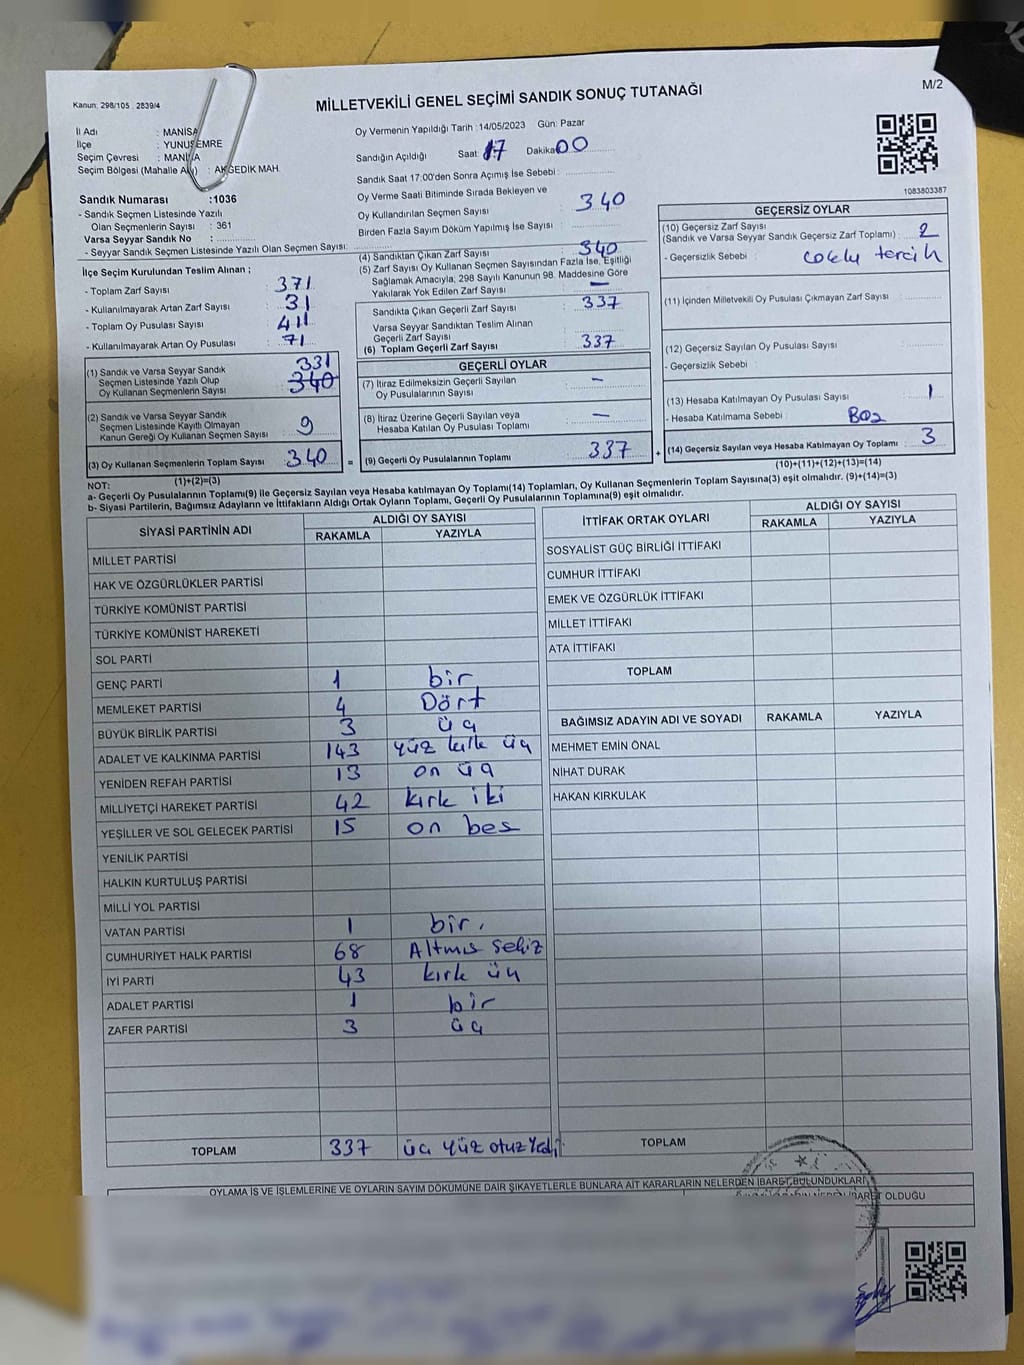 Kanun: 298/105 , 2839/4
MİLLETVEKİLİ GENEL SEÇİMİ SANDIK SONUÇ TUTANAĞI
M/2
İl Adı : MANİSA
İlçe : YUNUSEMRE
Seçim Çevresi : MANİSA
Seçim Bölgesi (Mahalle Adı) : AKGEDİK MAH.
Sandık Numarası :1036
- Sandık Seçmen Listesinde Yazılı
Olan Seçmenlerin Sayısı : 361
Varsa Seyyar Sandık No :
- Seyyar Seçmen Listesinde Yazılı Olan Seçmen Sayısı:
Oy Vermenin Yapıldığı Tarih :14/05/2023 Gün: Pazar
Sandığın Açıldığı Saat: 17 Dakika 00
Sandık Saat 17:00'den Sonra Açımış İse Sebebi :
Oy Verme Saati Bitiminde Sırada Bekleyen ve
Oy Kullandırılan Seçmen Sayısı 340
Birden Fazla Sayım Döküm Yapılmış İse Sayısı :
1083803387
İlçe Seçim Kurulundan Teslim Alınan ;
- Toplam Zarf Sayısı : 371
- Kullanılmayarak Artan Zarf Sayısı : 31
- Toplam Oy Pusulası Sayısı : 411
- Kullanılmayarak Artan Oy Pusulası : 71
(1) Sandık ve Varsa Seyyar Sandık
Seçmen Listesinde Yazılı Olup
Oy Kullanan Seçmenlerin Sayısı
331
340
(2) Sandık ve Varsa Seyyar Sandık
Seçmen Listesinde Kayıtlı Olmayan
Kanun Gereği Oy Kullanan Seçmen Sayısı : 9
(3) Oy Kullanan Seçmenlerin Toplam Sayısı 340
(1)+(2)=(3)
(4) Sandıktan Çıkan Zarf Sayısı : 340
(5) Zarf Sayısı Oy Kullanan Seçmen Sayısından Fazla İse, Eşitliği
Sağlamak Amacıyla, 298 Sayılı Kanunun 98. Maddesine Göre
Yakılarak Yok Edilen Zarf Sayısı : —
Sandıkta Çıkan Geçerli Zarf Sayısı : 337
Varsa Seyyar Sandıktan Teslim Alınan
Geçerli Zarf Sayısı
(6) Toplam Geçerli Zarf Sayısı : 337
GEÇERLİ OYLAR
(7) İtiraz Edilmeksizin Geçerli Sayılan
Oy Pusulalarının Sayısı : —
(8) İtiraz Üzerine Geçerli Sayılan veya
Hesaba Katılan Oy Pusulası Toplamı : —
= (9) Geçerli Oy Pusulalarının Toplamı 337 +
GEÇERSİZ OYLAR
(10) Geçersiz Zarf Sayısı
(Sandık ve Varsa Seyyar Sandık Geçersiz Zarf Toplamı) : 2
- Geçersizlik Sebebi : coklu tercih
(11) İçinden Milletvekili Oy Pusulası Çıkmayan Zarf Sayısı
(12) Geçersiz Sayılan Oy Pusulası Sayısı
- Geçersizlik Sebebi
(13) Hesaba Katılmayan Oy Pusulası Sayısı : 1
- Hesaba Katılmama Sebebi : Boş
(14) Geçersiz Sayılan veya Hesaba Katılmayan Oy Toplamı 3
(10)+(11)+(12)+(13)=(14)
NOT:
a- Geçerli Oy Pusulaları Toplamı(9) ile Geçersiz Sayılan veya Hesaba katılmayan Oy Toplamı(14) Toplamları, Oy Kullanan Seçmenlerin Toplam Sayısına(3) eşit olmalıdır. (9)+(14)=(3)
b- Siyasi Partilerin, Bağımsız Adayların ve İttifakların Aldığı Ortak Oyların Toplamı, Geçerli Oy Pusulalarının Toplamına(9) eşit olmalıdır.
SİYASİ PARTİNİN ADI ALDIĞI OY SAYISI
RAKAMLA YAZIYLA
MİLLET PARTİSİ
HAK VE ÖZGÜRLÜKLER PARTİSİ
TÜRKİYE KOMÜNİST PARTİSİ
TÜRKİYE KOMÜNİST HAREKETİ
SOL PARTİ
GENÇ PARTİ 1 bir
MEMLEKET PARTİSİ 4 Dört
BÜYÜK BİRLİK PARTİSİ 3 üç
ADALET VE KALKINMA PARTİSİ 143 yüz kırk üç
YENİDEN REFAH PARTİSİ 13 on üç
MİLLİYETÇİ HAREKET PARTİSİ 42 kırk iki
YEŞİLLER VE SOL GELECEK PARTİSİ 15 on bes
YENİLİK PARTİSİ
HALKIN KURTULUŞ PARTİSİ
MİLLİ YOL PARTİSİ
VATAN PARTİSİ 1 bir.
CUMHURİYET HALK PARTİSİ 68 Altmıs Sekiz
İYİ PARTİ 43 kırk üç
ADALET PARTİSİ 1 bir
ZAFER PARTİSİ 3 üç
TOPLAM 337 üç yüz otuz Yedi
İTTİFAK ORTAK OYLARI ALDIĞI OY SAYISI
RAKAMLA YAZIYLA
SOSYALİST GÜÇ BİRLİĞİ İTTİFAKI
CUMHUR İTTİFAKI
EMEK VE ÖZGÜRLÜK İTTİFAKI
MİLLET İTTİFAKI
ATA İTTİFAKI
TOPLAM
BAĞIMSIZ ADAYIN ADI VE SOYADI RAKAMLA YAZIYLA
MEHMET EMİN ÖNAL
NİHAT DURAK
HAKAN KIRKULAK
TOPLAM
OYLAMA İŞ VE İŞLEMLERİNE VE OYLARIN SAYIM DÖKÜMÜNE DAİR ŞİKAYETLERLE BUNLARA AİT KARARLARIN NELERDEN İBARET BULUNDUKLARI
İBARET OLDUĞU